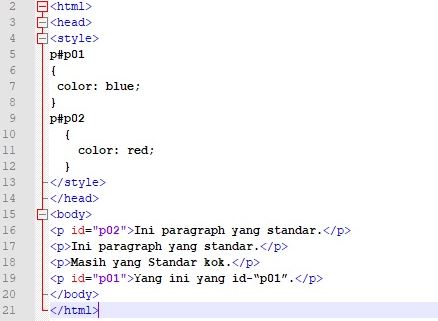 2 <html>
3 <head>
4 <style>
5 p#p01
6 {
7 color: blue;
8 }
9 p#p02
10 {
11 color: red;
12 }
13 </style>
14 </head>
15 <body>
16 <p id="p02">Ini paragraph yang standar.</p>
17 <p>Ini paragraph yang standar.</p>
18 <p>Masih yang Standar kok.</p>
19 <p id="p01">Yang ini yang id-“p01”.</p>
20 </body>
21 </html>